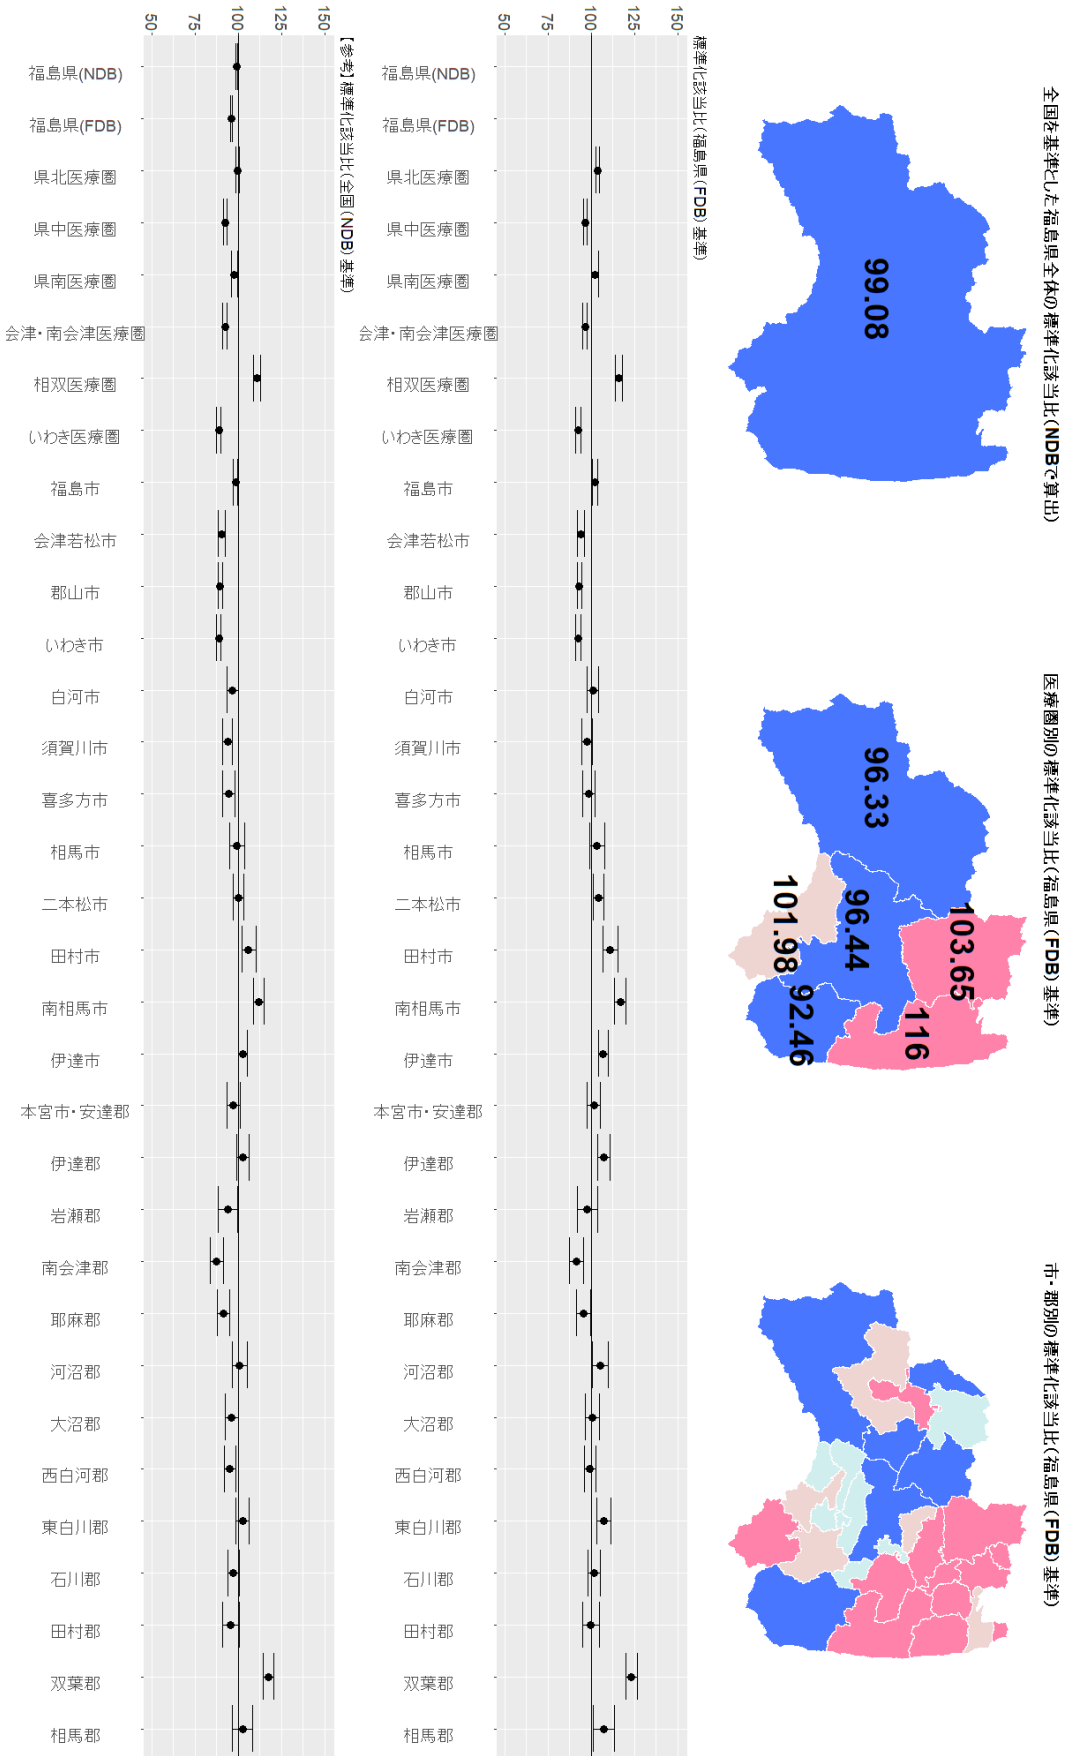 全国を基準とした福島県全体の標準化該当比(NDBで算出)
99.08
医療圏別の標準化該当比(福島県(FDB)基準)
96.33
103.65
96.44
116
101.98
92.46
市・郡別の標準化該当比(福島県(FDB)基準)
標準化該当比(福島県(FDB)基準)
150
125
100
75
50
福島県(NDB)
福島県(FDB)
県北医療圏
県中医療圏
県南医療圏
会津・南会津医療圏
相双医療圏
いわき医療圏
福島市
会津若松市
郡山市
いわき市
白河市
須賀川市
喜多方市
相馬市
二本松市
田村市
南相馬市
伊達市
本宮市・安達郡
伊達郡
岩瀬郡
南会津郡
耶麻郡
河沼郡
大沼郡
西白河郡
東白川郡
石川郡
田村郡
双葉郡
相馬郡
【参考】標準化該当比(全国(NDB)基準)
150
125
100
75
50
福島県(NDB)
福島県(FDB)
県北医療圏
県中医療圏
県南医療圏
会津・南会津医療圏
相双医療圏
いわき医療圏
福島市
会津若松市
郡山市
いわき市
白河市
須賀川市
喜多方市
相馬市
二本松市
田村市
南相馬市
伊達市
本宮市・安達郡
伊達郡
岩瀬郡
南会津郡
耶麻郡
河沼郡
大沼郡
西白河郡
東白川郡
石川郡
田村郡
双葉郡
相馬郡